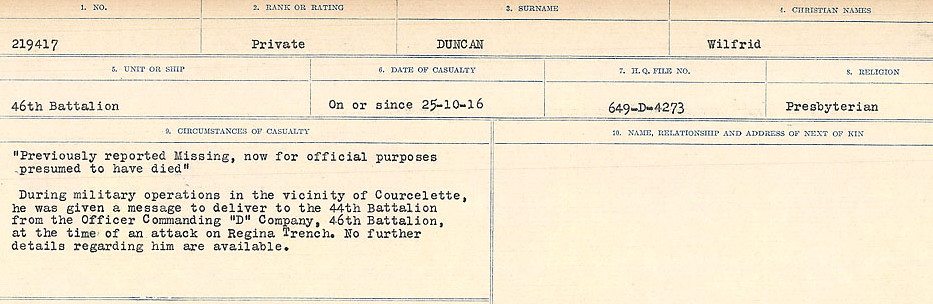 1. NO.
2. RANK OR RATING
3. SURNAME
4. CHRISTIAN NAMES
219417
Private
DUNCAN
Wilfrid
5. UNIT OR SHIP
6. DATE OF CASUALTY
7. H.Q. FILE NO.
8. RELIGION
46th Battalion
On or since 25-10-16
649-D-4273
Presbyterian
9. CIRCUMSTANCES OF CASUALTY
10. NAME, RELATIONSHIP AND ADDRESS OF NEXT OF KIN
"Previously reported Missing, now for official purposes
presumed to have died"
During military operations in the vicinity of Courcelette,
he was given a message to deliver to the 44th Battalion
from the Officer Commanding "D" Company, 46th Battalion,
at the time of an attack on Regina Trench. No further
details regarding him are available.